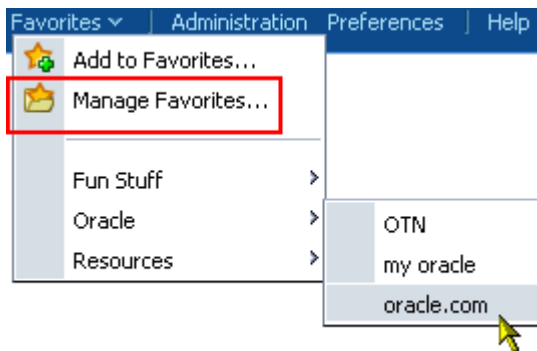 Favorites Administration Preferences Help
Add to Favorites...
Manage Favorites...
Fun Stuff
Oracle
Resources
OTN
my oracle
oracle.com